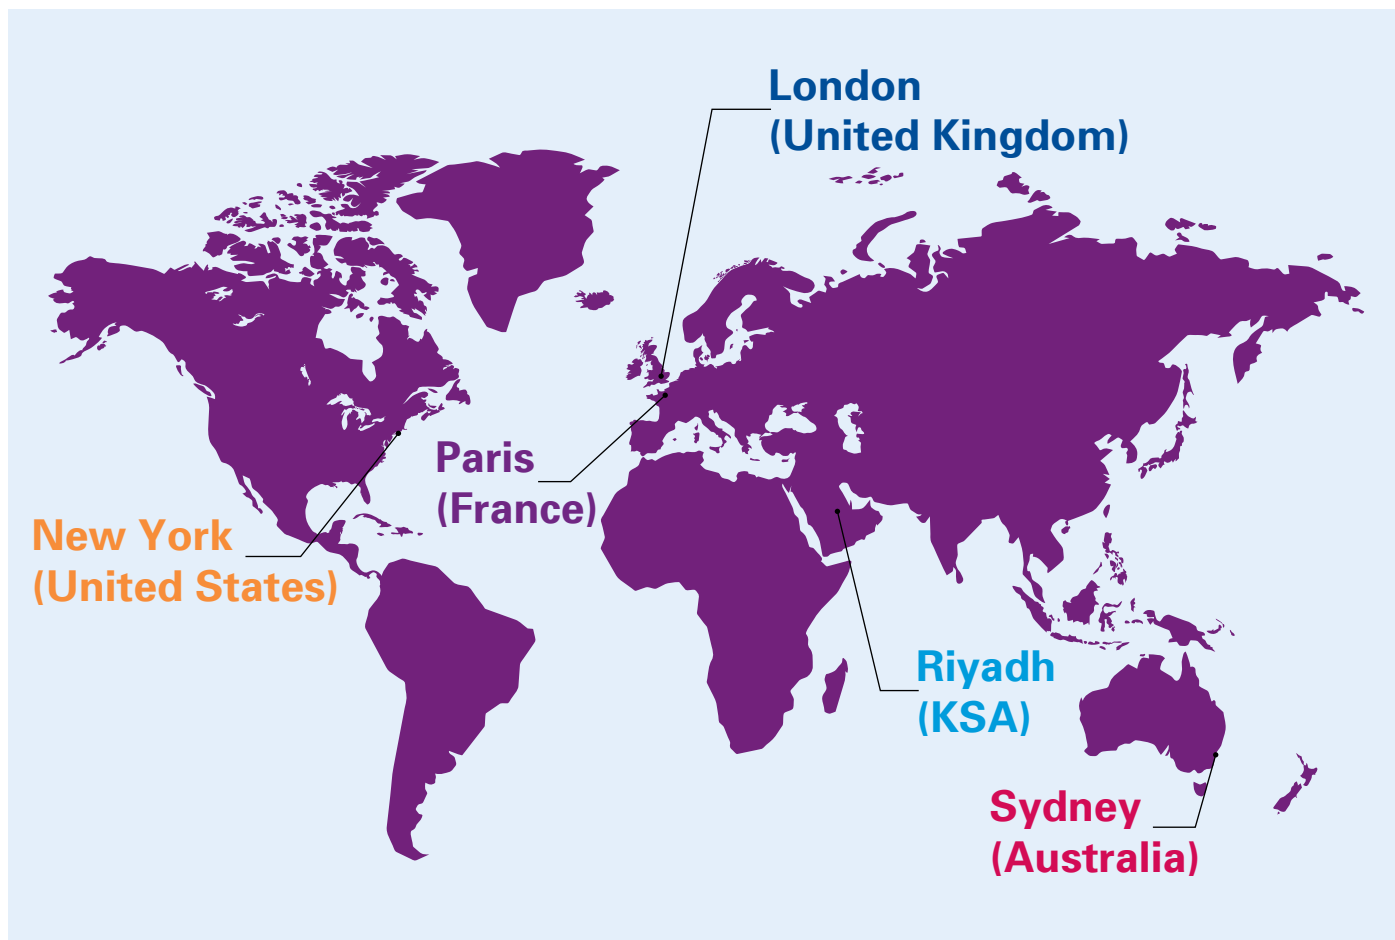 London
(United Kingdom)
Paris
(France)
New York
(United States)
Riyadh
(KSA)
Sydney
(Australia)